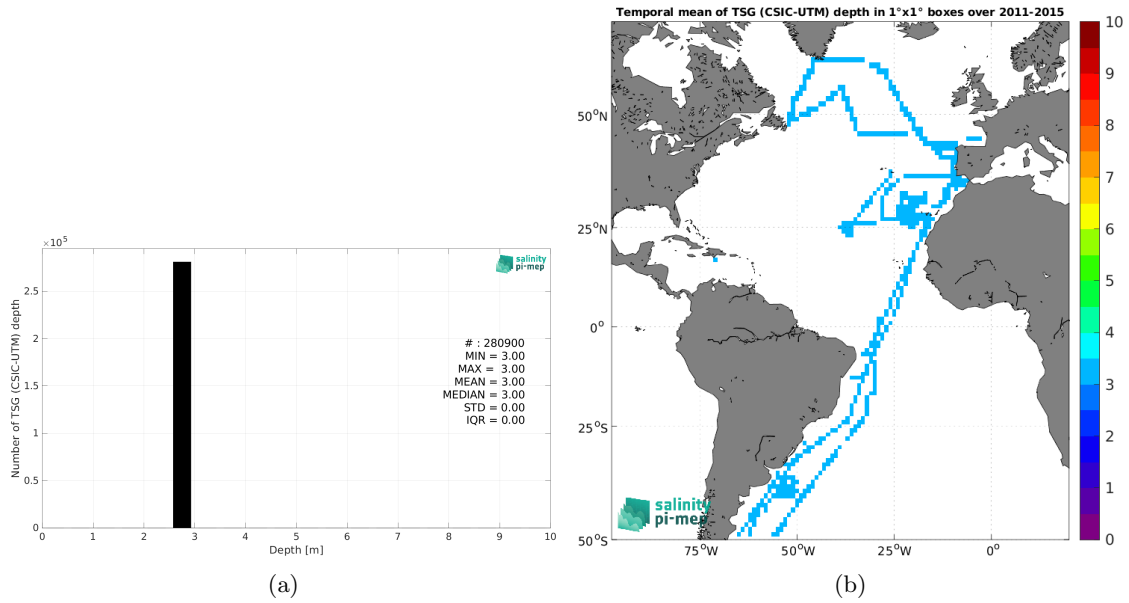 ×10⁵
2.5
2
1.5
1
0.5
0
0 1 2 3 4 5 6 7 8 9 10
Depth [m]
Number of TSG (CSIC-UTM) depth
salinity
pi-mep
# : 280900
MIN = 3.00
MAX = 3.00
MEAN = 3.00
MEDIAN = 3.00
STD = 0.00
IQR = 0.00
(a)
Temporal mean of TSG (CSIC-UTM) depth in 1°x1° boxes over 2011-2015
50°N
25°N
0°
25°S
50°S
75°W 50°W 25°W 0°
salinity
pi-mep
10
9
8
7
6
5
4
3
2
1
0
(b)